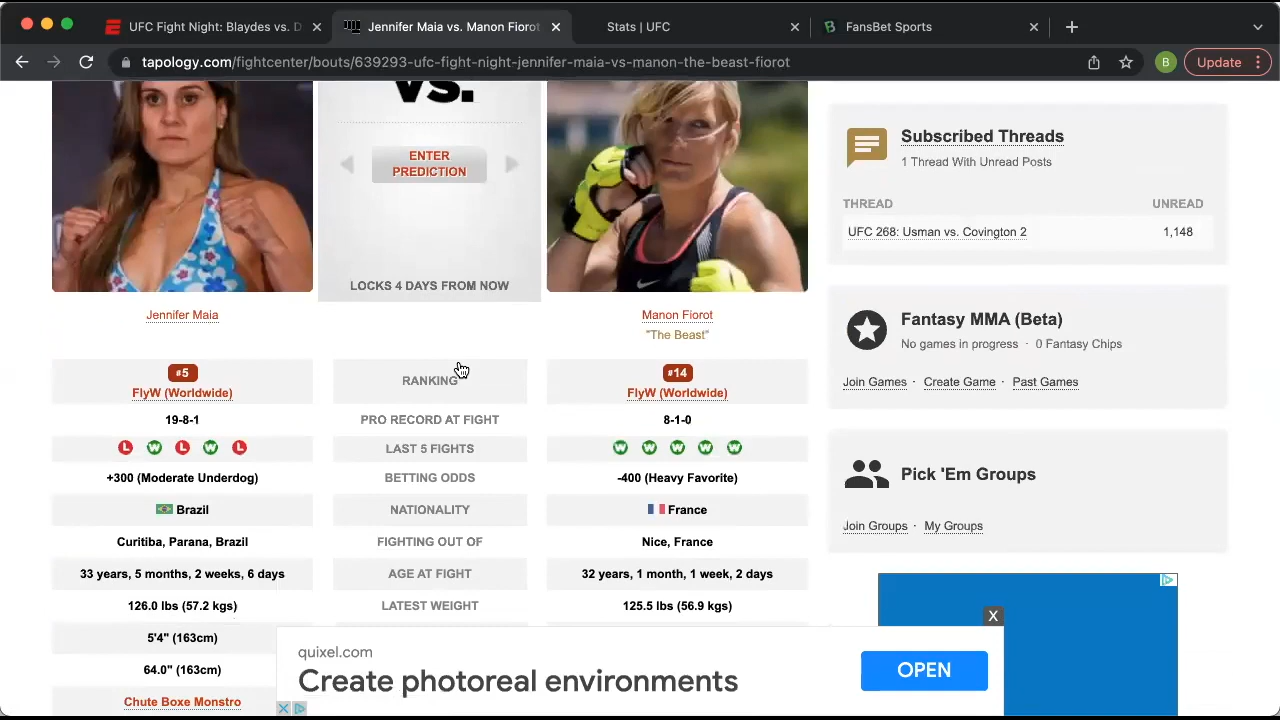 UFC Fight Night: Blaydes vs. D
Jennifer Maia vs. Manon Fiorot
Stats | UFC
FansBet Sports
tapology.com/fightcenter/bouts/639293-ufc-fight-night-jennifer-maia-vs-manon-the-beast-fiorot
B
Update
vs.
ENTER
PREDICTION
LOCKS 4 DAYS FROM NOW
Jennifer Maia
Manon Fiorot
"The Beast"
#5
FlyW (Worldwide)
RANKING
#14
FlyW (Worldwide)
19-8-1
PRO RECORD AT FIGHT
8-1-0
L W L W L
LAST 5 FIGHTS
W W W W W
+300 (Moderate Underdog)
BETTING ODDS
-400 (Heavy Favorite)
Brazil
NATIONALITY
France
Curitiba, Parana, Brazil
FIGHTING OUT OF
Nice, France
33 years, 5 months, 2 weeks, 6 days
AGE AT FIGHT
32 years, 1 month, 1 week, 2 days
126.0 lbs (57.2 kgs)
LATEST WEIGHT
125.5 lbs (56.9 kgs)
5'4" (163cm)
64.0" (163cm)
Chute Boxe Monstro
Subscribed Threads
1 Thread With Unread Posts
THREAD
UNREAD
UFC 268: Usman vs. Covington 2
1,148
Fantasy MMA (Beta)
No games in progress · 0 Fantasy Chips
Join Games · Create Game · Past Games
Pick 'Em Groups
Join Groups · My Groups
X
quixel.com
Create photoreal environments
OPEN